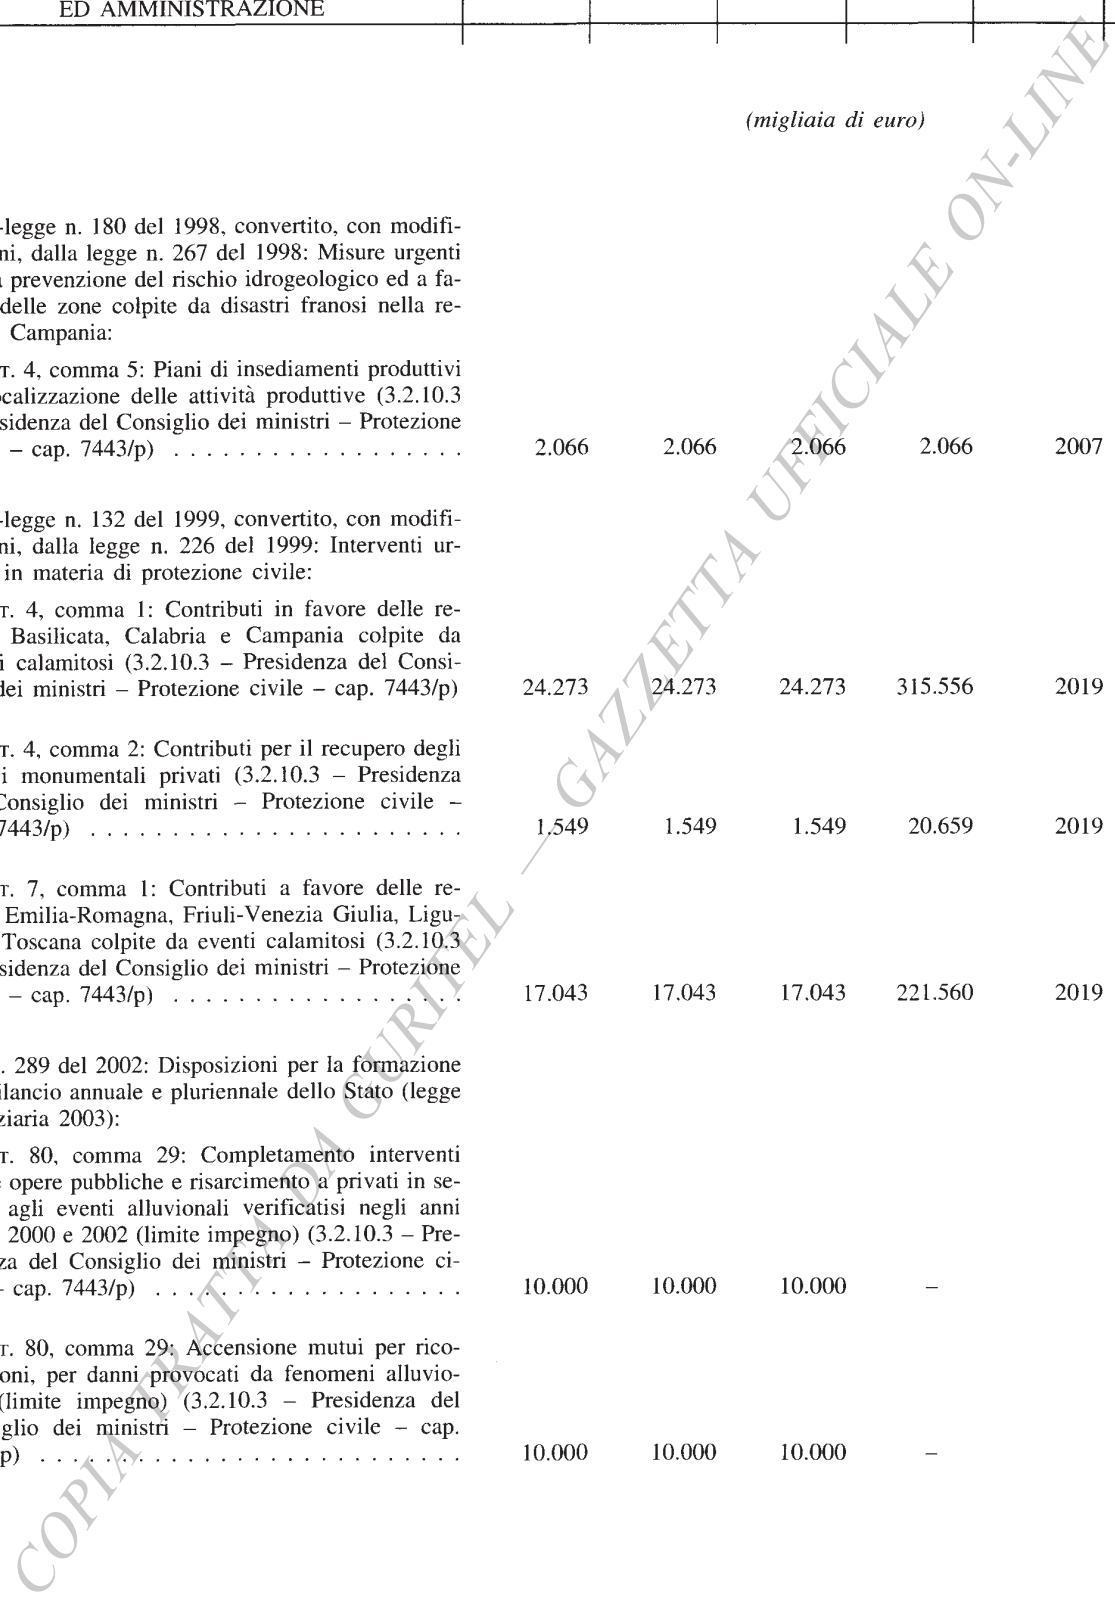 ED AMMINISTRAZIONE
(migliaia di euro)
-legge n. 180 del 1998, convertito, con modifi-
ni, dalla legge n. 267 del 1998: Misure urgenti
a prevenzione del rischio idrogeologico ed a fa-
delle zone colpite da disastri franosi nella re-
Campania:
T. 4, comma 5: Piani di insediamenti produttivi
ocalizzazione delle attività produttive (3.2.10.3
sidenza del Consiglio dei ministri – Protezione
– cap. 7443/p) . . . . . . . . . . . . . . . . . . 2.066 2.066 2.066 2.066 2007
-legge n. 132 del 1999, convertito, con modifi-
ni, dalla legge n. 226 del 1999: Interventi ur-
in materia di protezione civile:
T. 4, comma 1: Contributi in favore delle re-
Basilicata, Calabria e Campania colpite da
i calamitosi (3.2.10.3 – Presidenza del Consi-
dei ministri – Protezione civile – cap. 7443/p) 24.273 24.273 24.273 315.556 2019
T. 4, comma 2: Contributi per il recupero degli
i monumentali privati (3.2.10.3 – Presidenza
Consiglio dei ministri – Protezione civile –
7443/p) . . . . . . . . . . . . . . . . . . . . . . . 1.549 1.549 1.549 20.659 2019
T. 7, comma 1: Contributi a favore delle re-
Emilia-Romagna, Friuli-Venezia Giulia, Ligu-
Toscana colpite da eventi calamitosi (3.2.10.3
sidenza del Consiglio dei ministri – Protezione
– cap. 7443/p) . . . . . . . . . . . . . . . . . . 17.043 17.043 17.043 221.560 2019
. 289 del 2002: Disposizioni per la formazione
ilancio annuale e pluriennale dello Stato (legge
ziaria 2003):
T. 80, comma 29: Completamento interventi
e opere pubbliche e risarcimento a privati in se-
agli eventi alluvionali verificatisi negli anni
2000 e 2002 (limite impegno) (3.2.10.3 – Pre-
za del Consiglio dei ministri – Protezione ci-
– cap. 7443/p) . . . . . . . . . . . . . . . . . . . 10.000 10.000 10.000 –
T. 80, comma 29: Accensione mutui per rico-
oni, per danni provocati da fenomeni alluvio-
(limite impegno) (3.2.10.3 – Presidenza del
glio dei ministri – Protezione civile – cap.
p) . . . . . . . . . . . . . . . . . . . . . . . . . . 10.000 10.000 10.000 –
COPIA TRATTA DA GURITEL — GAZZETTA UFFICIALE ON-LINE